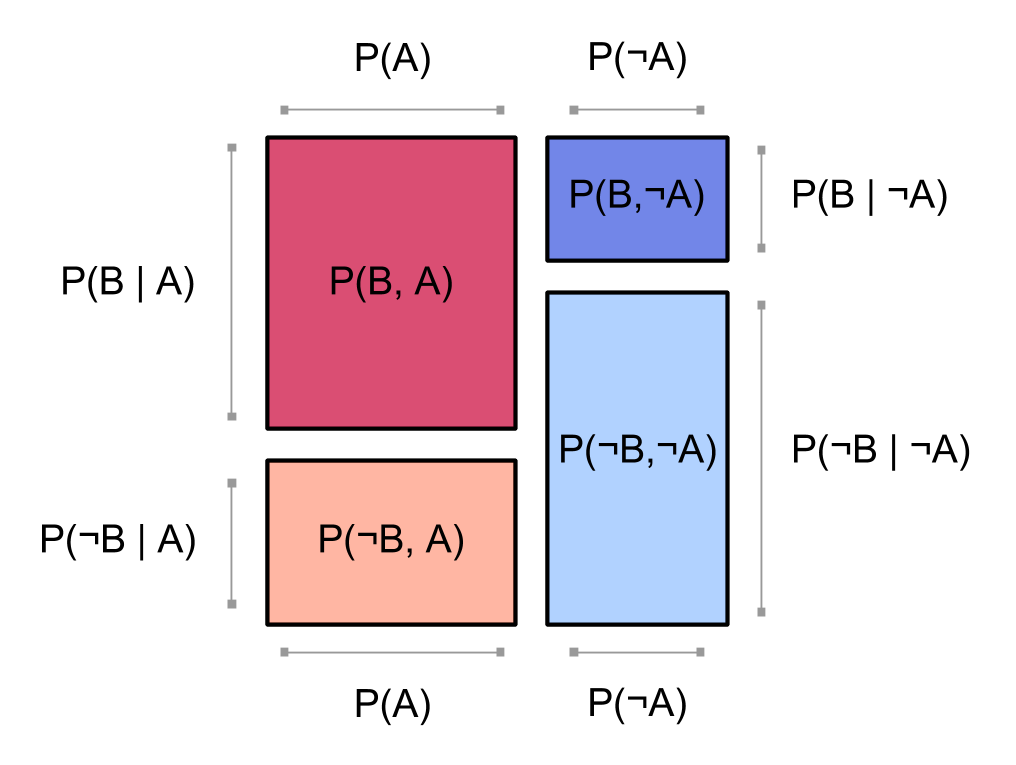 P(A)
P(¬A)
P(B,¬A)
P(B | ¬A)
P(B | A)
P(B, A)
P(¬B,¬A)
P(¬B | ¬A)
P(¬B | A)
P(¬B, A)
P(A)
P(¬A)